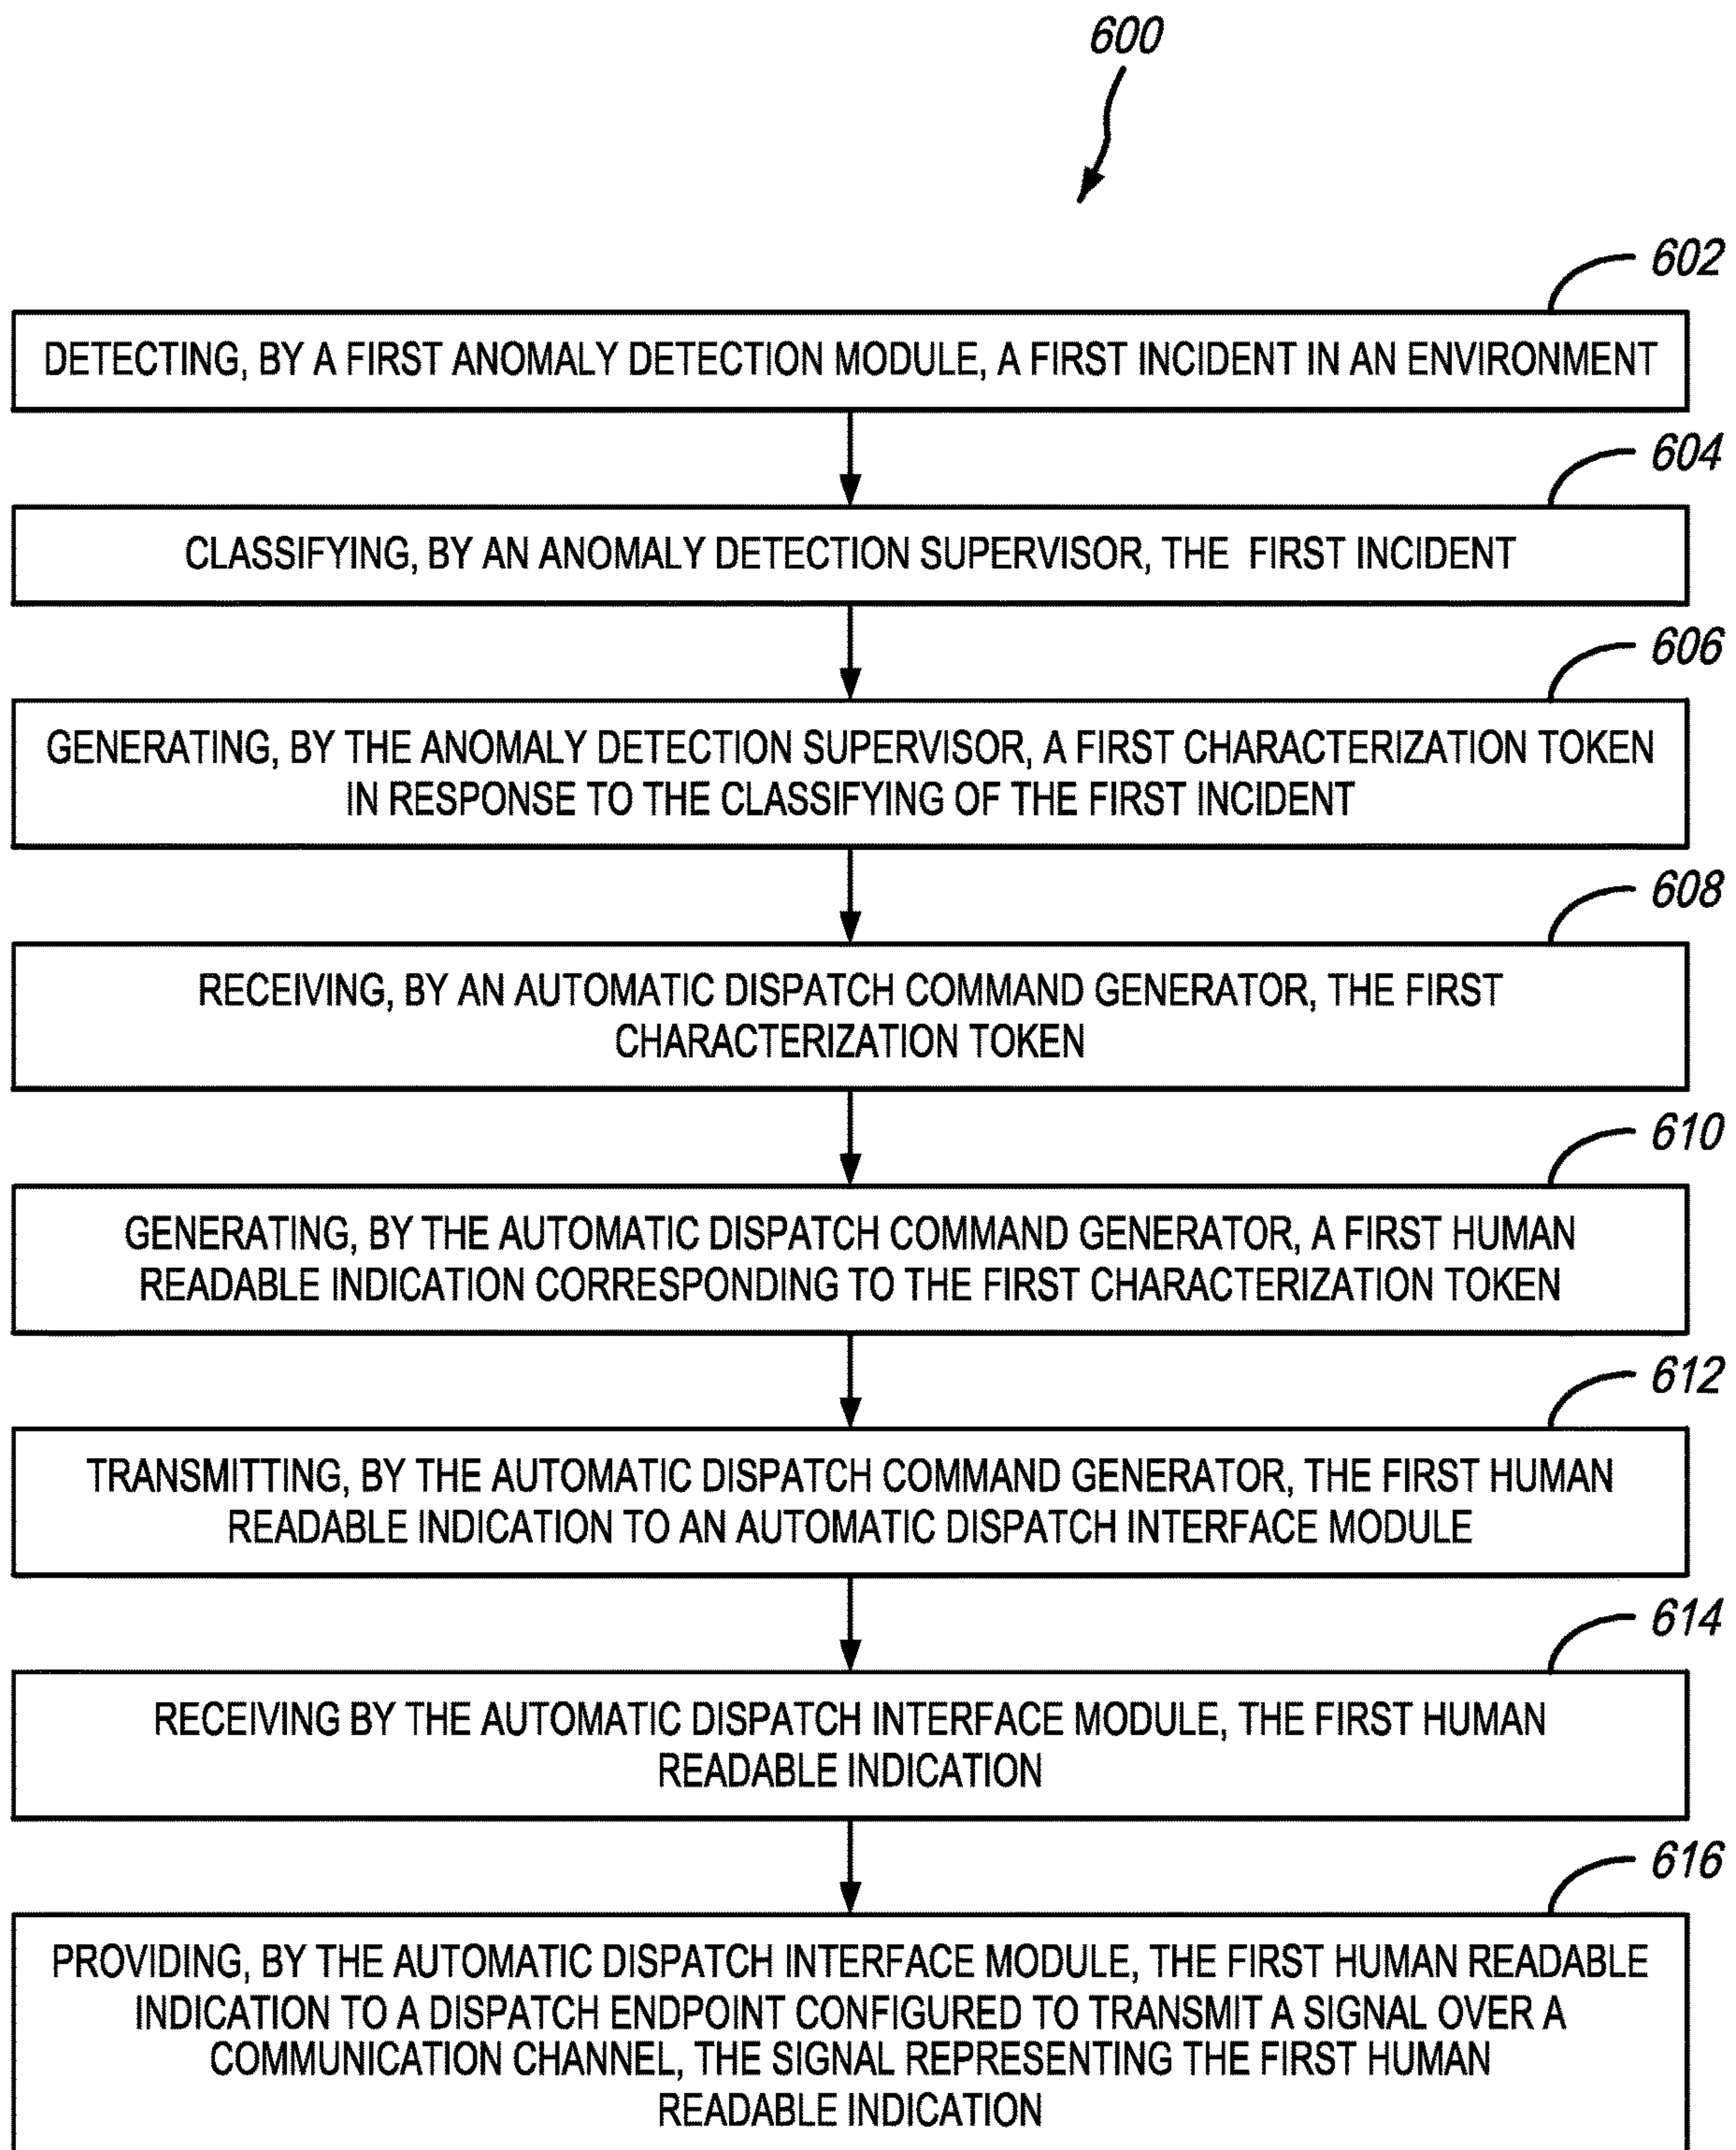 600
602
DETECTING, BY A FIRST ANOMALY DETECTION MODULE, A FIRST INCIDENT IN AN ENVIRONMENT
604
CLASSIFYING, BY AN ANOMALY DETECTION SUPERVISOR, THE FIRST INCIDENT
606
GENERATING, BY THE ANOMALY DETECTION SUPERVISOR, A FIRST CHARACTERIZATION TOKEN
IN RESPONSE TO THE CLASSIFYING OF THE FIRST INCIDENT
608
RECEIVING, BY AN AUTOMATIC DISPATCH COMMAND GENERATOR, THE FIRST
CHARACTERIZATION TOKEN
610
GENERATING, BY THE AUTOMATIC DISPATCH COMMAND GENERATOR, A FIRST HUMAN
READABLE INDICATION CORRESPONDING TO THE FIRST CHARACTERIZATION TOKEN
612
TRANSMITTING, BY THE AUTOMATIC DISPATCH COMMAND GENERATOR, THE FIRST HUMAN
READABLE INDICATION TO AN AUTOMATIC DISPATCH INTERFACE MODULE
614
RECEIVING BY THE AUTOMATIC DISPATCH INTERFACE MODULE, THE FIRST HUMAN
READABLE INDICATION
616
PROVIDING, BY THE AUTOMATIC DISPATCH INTERFACE MODULE, THE FIRST HUMAN READABLE
INDICATION TO A DISPATCH ENDPOINT CONFIGURED TO TRANSMIT A SIGNAL OVER A
COMMUNICATION CHANNEL, THE SIGNAL REPRESENTING THE FIRST HUMAN
READABLE INDICATION